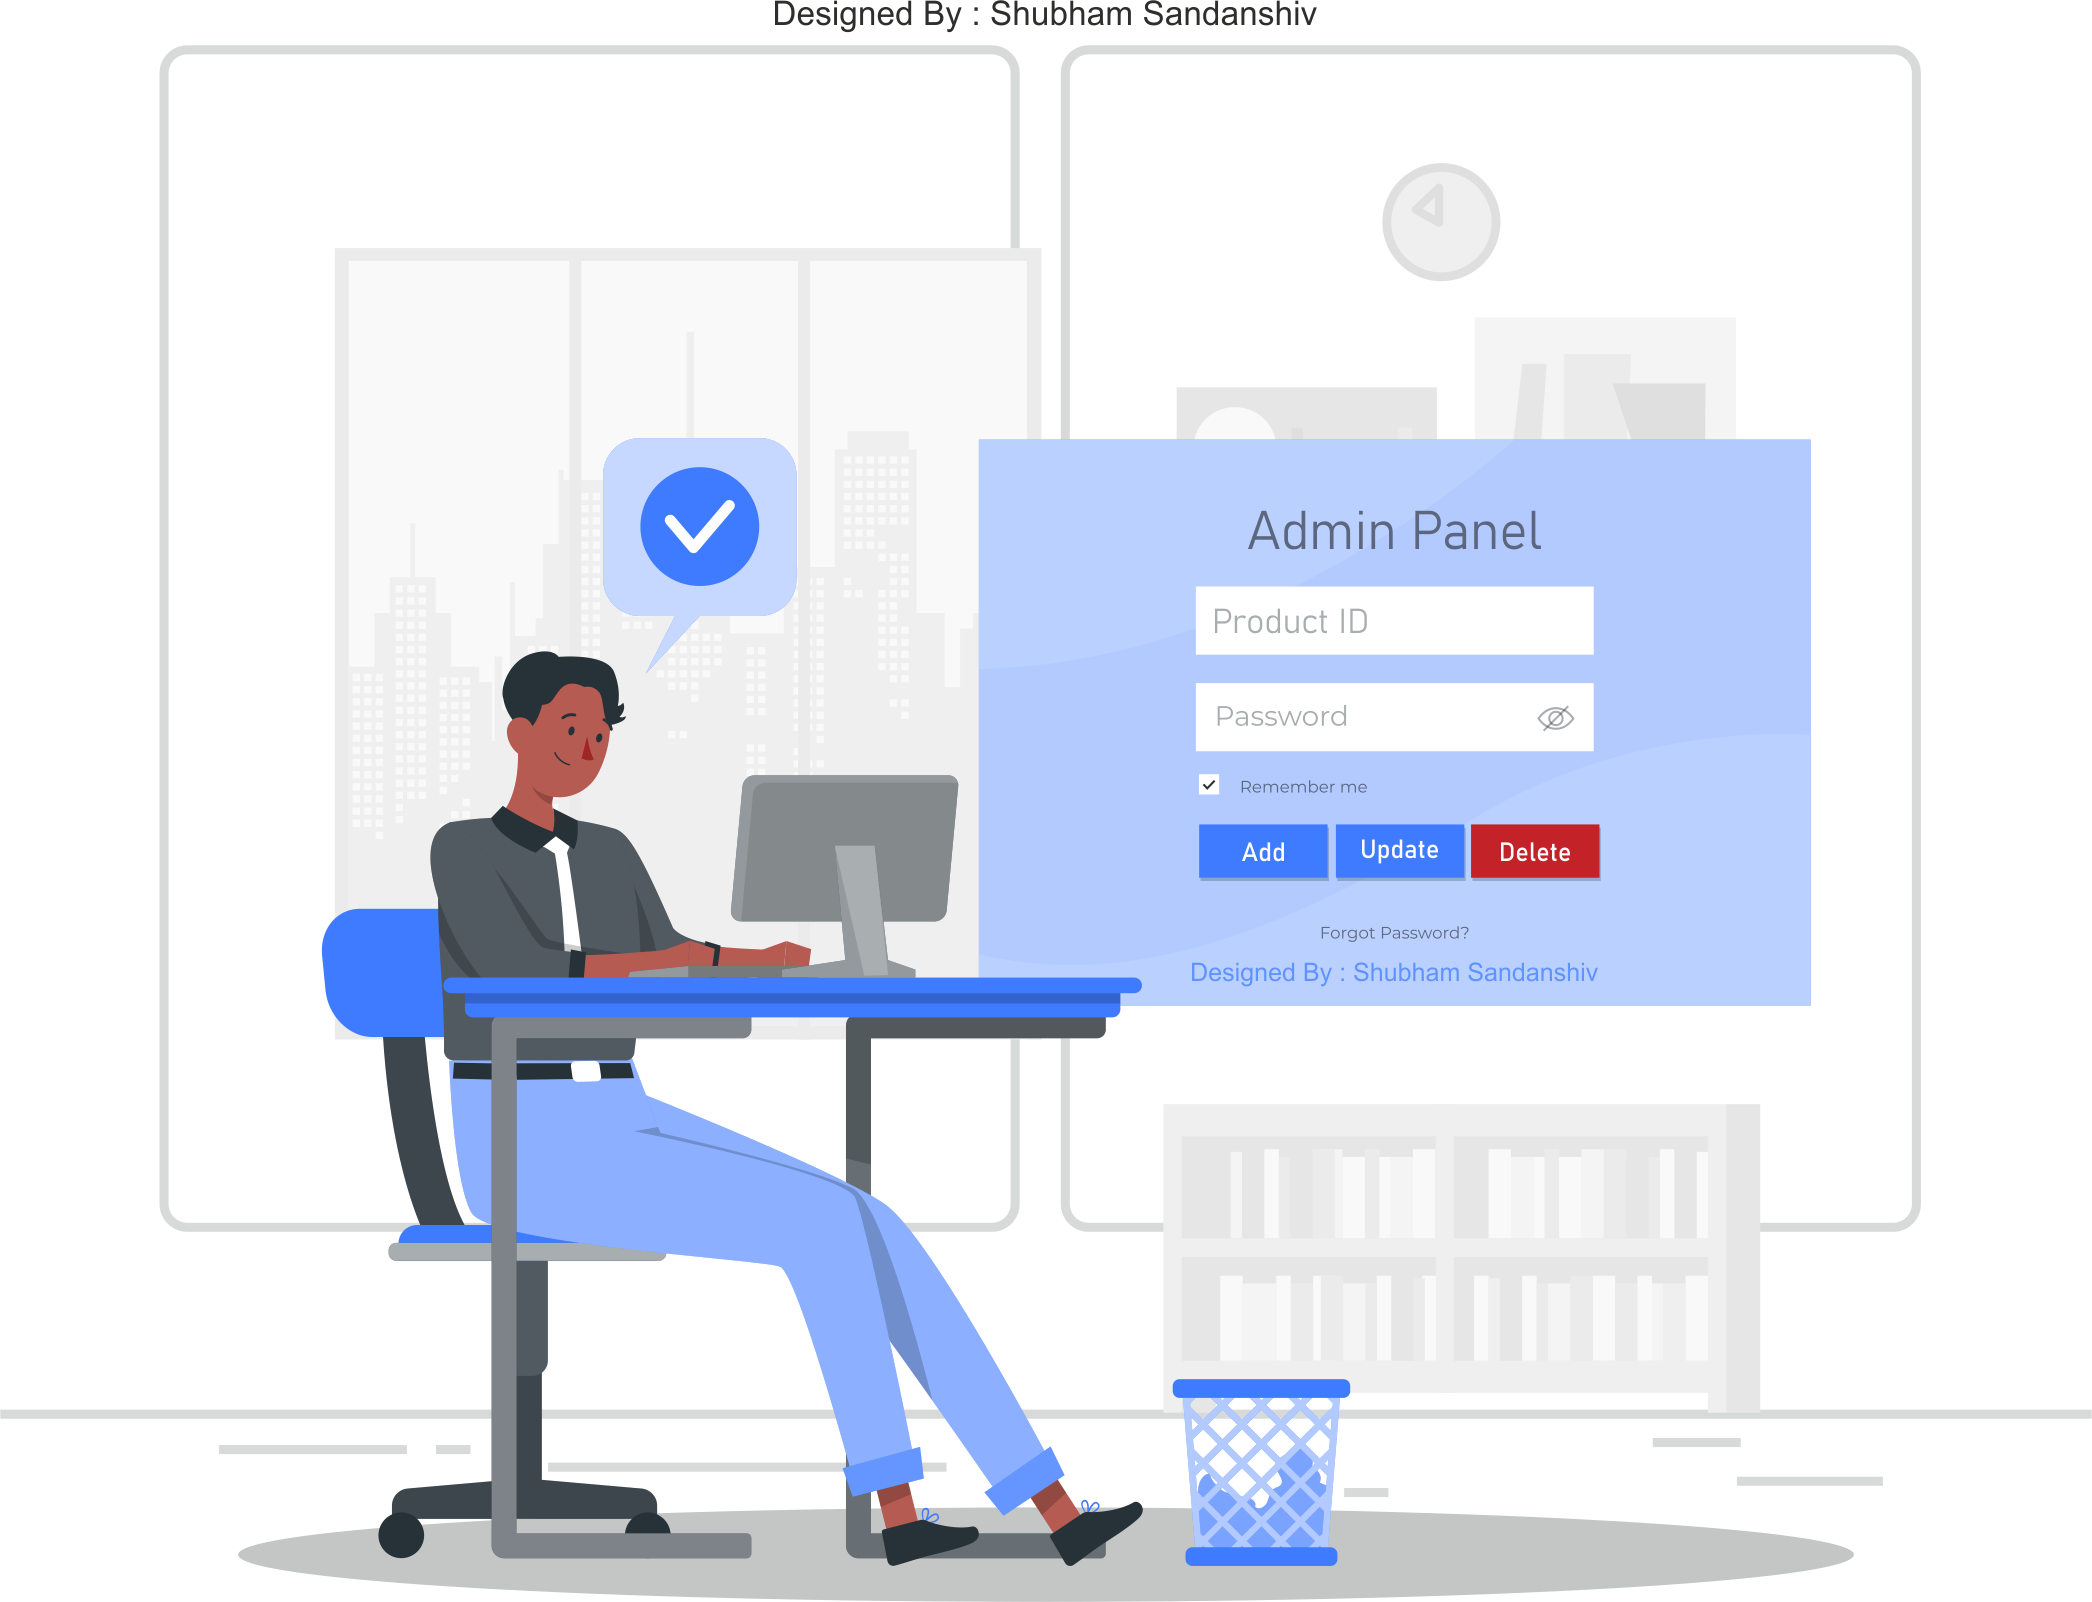 Designed By : Shubham Sandanshiv
Admin Panel
Product ID
Password
Remember me
Add Update Delete
Forgot Password?
Designed By : Shubham Sandanshiv